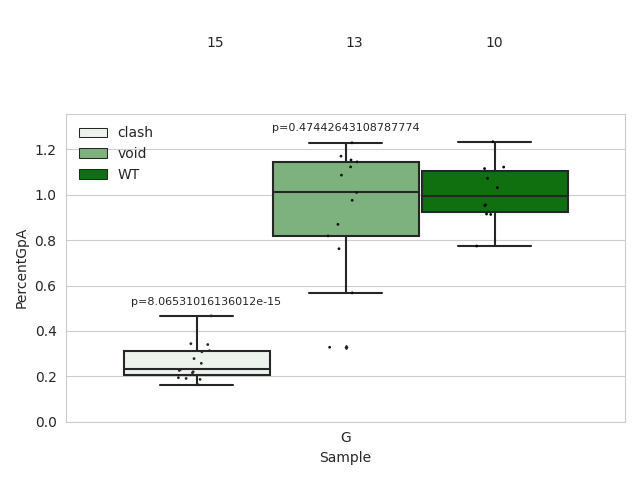 15 13 10
p=0.47442643108787774
clash
void
WT
p=8.06531016136012e-15
PercentGpA
1.2
1.0
0.8
0.6
0.4
0.2
0.0
G
Sample